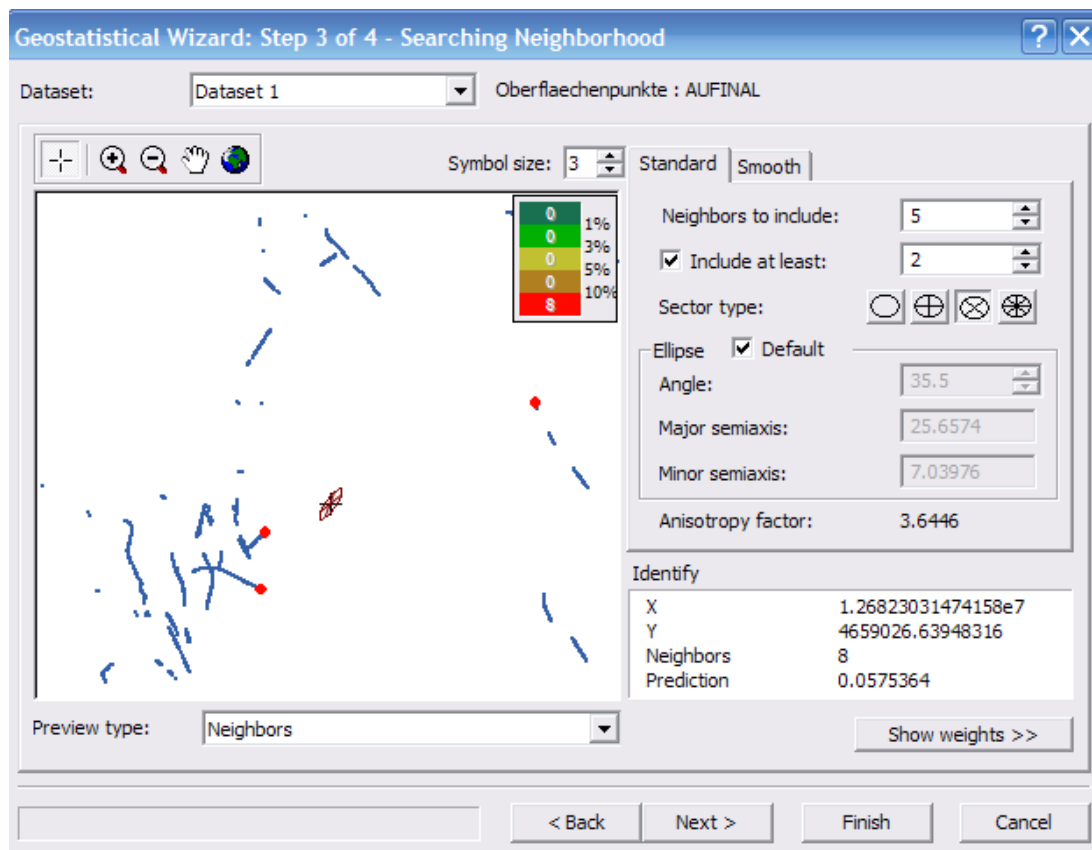 Geostatistical Wizard: Step 3 of 4 - Searching Neighborhood
Dataset: Dataset 1 Oberflaechenpunkte : AUFINAL
Symbol size: 3
Standard Smooth
0
0
0
0
8
1%
3%
5%
10%
Neighbors to include: 5
Include at least: 2
Sector type:
Ellipse Default
Angle: 35.5
Major semiaxis: 25.6574
Minor semiaxis: 7.03976
Anisotropy factor: 3.6446
Identify
X 1.26823031474158e7
Y 4659026.63948316
Neighbors 8
Prediction 0.0575364
Preview type: Neighbors
Show weights >>
< Back Next > Finish Cancel